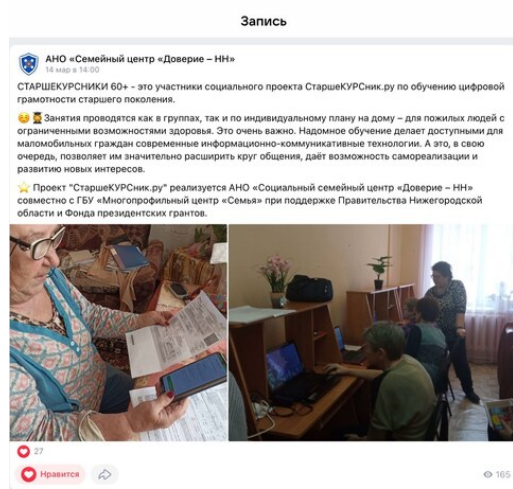 Запись
АНО «Семейный центр «Доверие – НН»
14 мар в 14:00
СТАРШЕКУРСНИКИ 60+ - это участники социального проекта СтаршеКУРСник.ру по обучению цифровой
грамотности старшего поколения.
Занятия проводятся как в группах, так и по индивидуальному плану на дому – для пожилых людей с
ограниченными возможностями здоровья. Это очень важно. Надомное обучение делает доступными для
маломобильных граждан современные информационно-коммуникативные технологии. А это, в свою
очередь, позволяет им значительно расширить круг общения, даёт возможность самореализации и
развитию новых интересов.
Проект "СтаршеКУРСник.ру" реализуется АНО «Социальный семейный центр «Доверие – НН»
совместно с ГБУ «Многопрофильный центр «Семья» при поддержке Правительства Нижегородской
области и Фонда президентских грантов.
27
Нравится
165